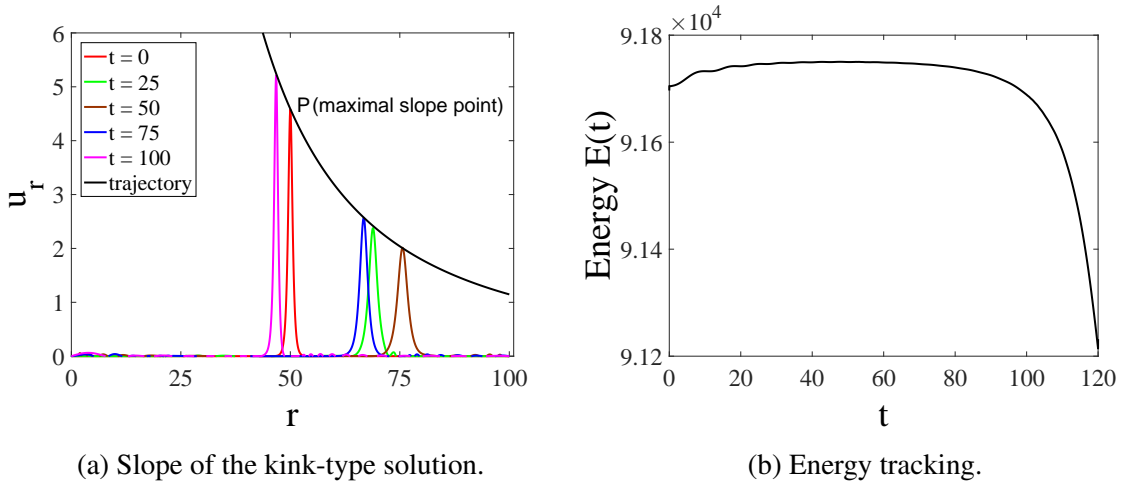 6
5
4
3
2
1
0
u_r
t = 0
t = 25
t = 50
t = 75
t = 100
trajectory
P(maximal slope point)
0 25 50 75 100
r
(a) Slope of the kink-type solution.
×10⁴
9.18
9.16
9.14
9.12
Energy E(t)
0 20 40 60 80 100 120
t
(b) Energy tracking.